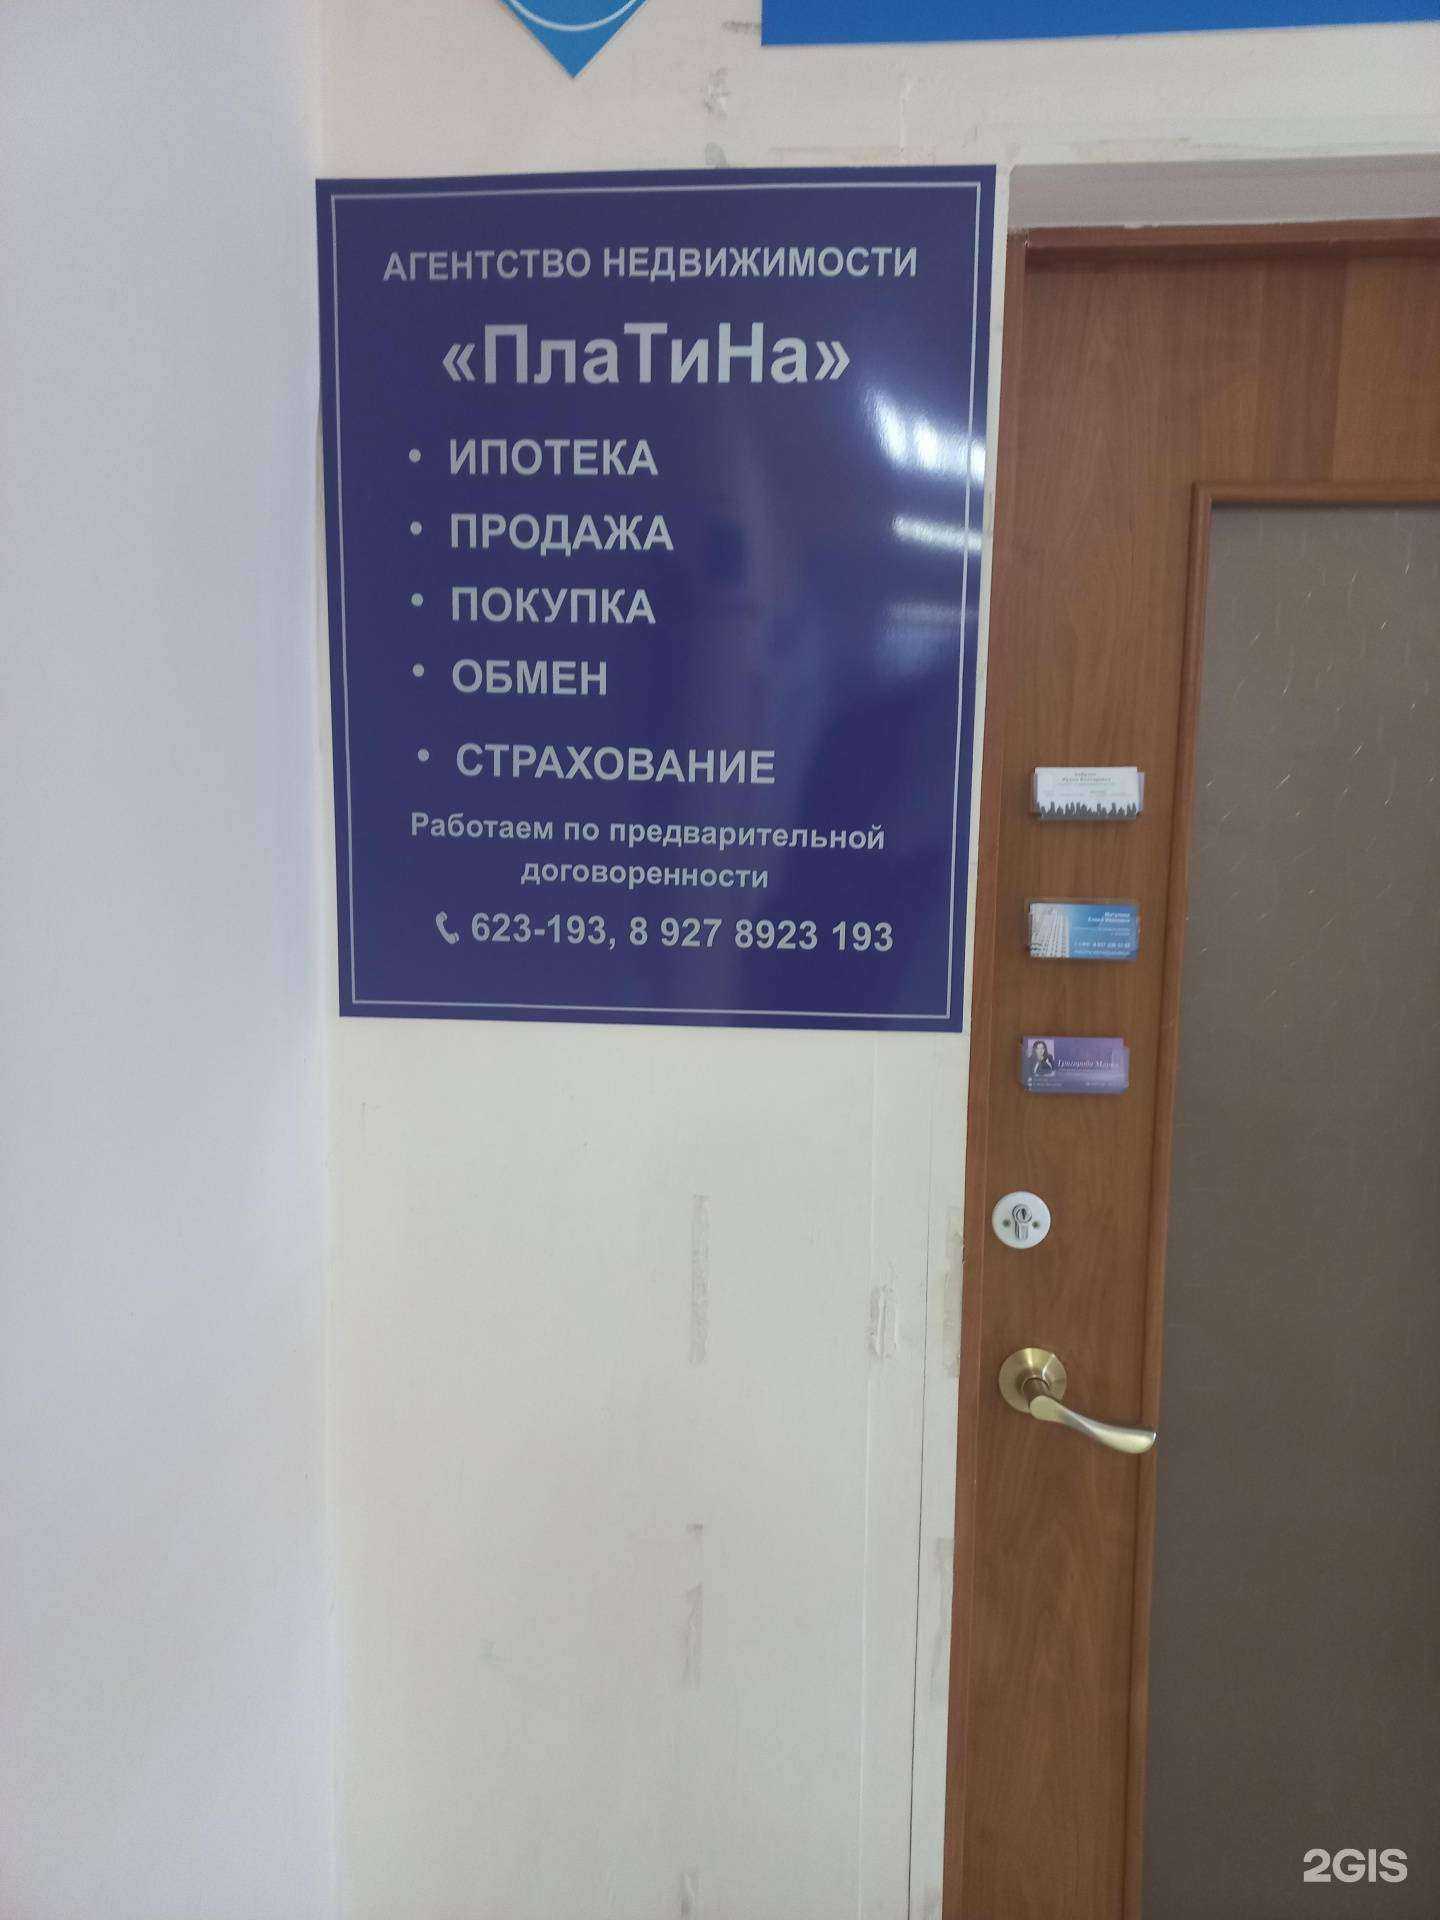 АГЕНТСТВО НЕДВИЖИМОСТИ
«ПлаТиНа»
• ИПОТЕКА
• ПРОДАЖА
• ПОКУПКА
• ОБМЕН
• СТРАХОВАНИЕ
Работаем по предварительной
договоренности
623-193, 8 927 8923 193
2GIS